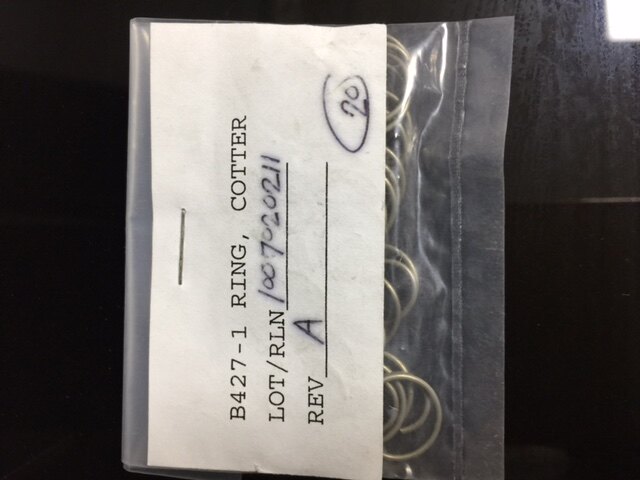 B427-1 RING, COTTER
LOT/RLN 1007020211
REV A
20